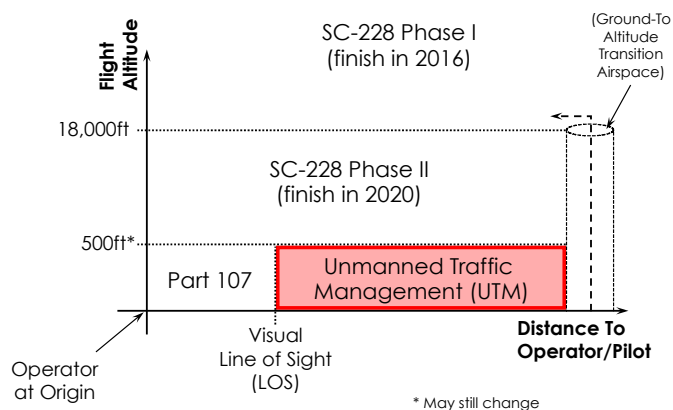 SC-228 Phase I
(finish in 2016)
(Ground-To
Altitude
Transition
Airspace)
Flight
Altitude
18,000ft
SC-228 Phase II
(finish in 2020)
500ft*
Part 107
Unmanned Traffic
Management (UTM)
Visual
Line of Sight
(LOS)
Distance To
Operator/Pilot
Operator
at Origin
* May still change